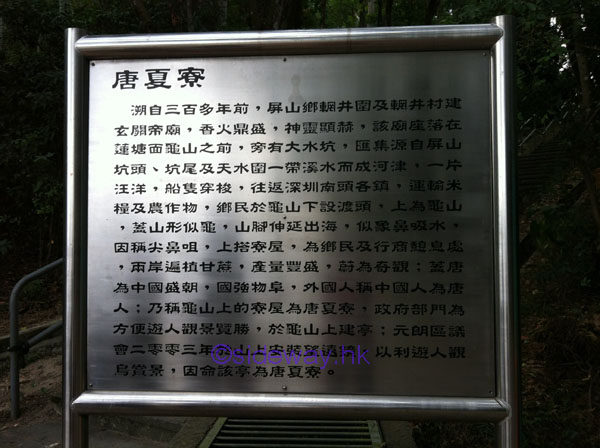 唐夏寮
溯自三百多年前，屏山鄉輞井圍及輞井村建
玄關帝廟，香火鼎盛，神靈顯赫，該廟座落在
蓮塘面龜山之前，旁有大水坑，匯集源自屏山
坑頭、坑尾及天水圍一帶溪水而成河津，一片
汪洋，船隻穿梭，往返深圳南頭各鎮，運輸米
糧及農作物，鄉民於龜山下設渡頭，上為龜山
，蓋山形似龜，山腳伸延出海，似象鼻吸水，
因稱尖鼻咀，上搭寮屋，為鄉民及行商憩息處
，兩岸遍植甘蔗，產量豐盛，蔚為奇觀；蓋唐
為中國盛朝，國強物阜，外國人稱中國人為唐
人；乃稱龜山上的寮屋為唐夏寮，政府部門為
方便遊人觀景覽勝，於龜山上建亭；元朗區議
會二零零三年在山上安裝望遠鏡，以利遊人觀
鳥賞景，因命該亭為唐夏寮。
©sideway.hk